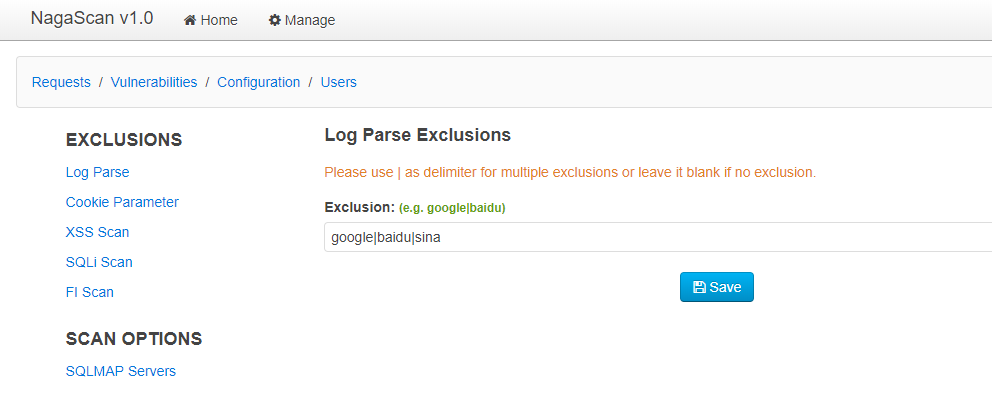 NagaScan v1.0 Home Manage
Requests / Vulnerabilities / Configuration / Users
EXCLUSIONS
Log Parse
Cookie Parameter
XSS Scan
SQLi Scan
FI Scan
SCAN OPTIONS
SQLMAP Servers
Log Parse Exclusions
Please use | as delimiter for multiple exclusions or leave it blank if no exclusion.
Exclusion: (e.g. google|baidu)
google|baidu|sina
Save